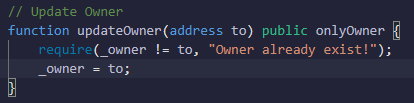 // Update Owner
function updateOwner(address to) public onlyOwner {
    require(_owner != to, "Owner already exist!");
    _owner = to;
}